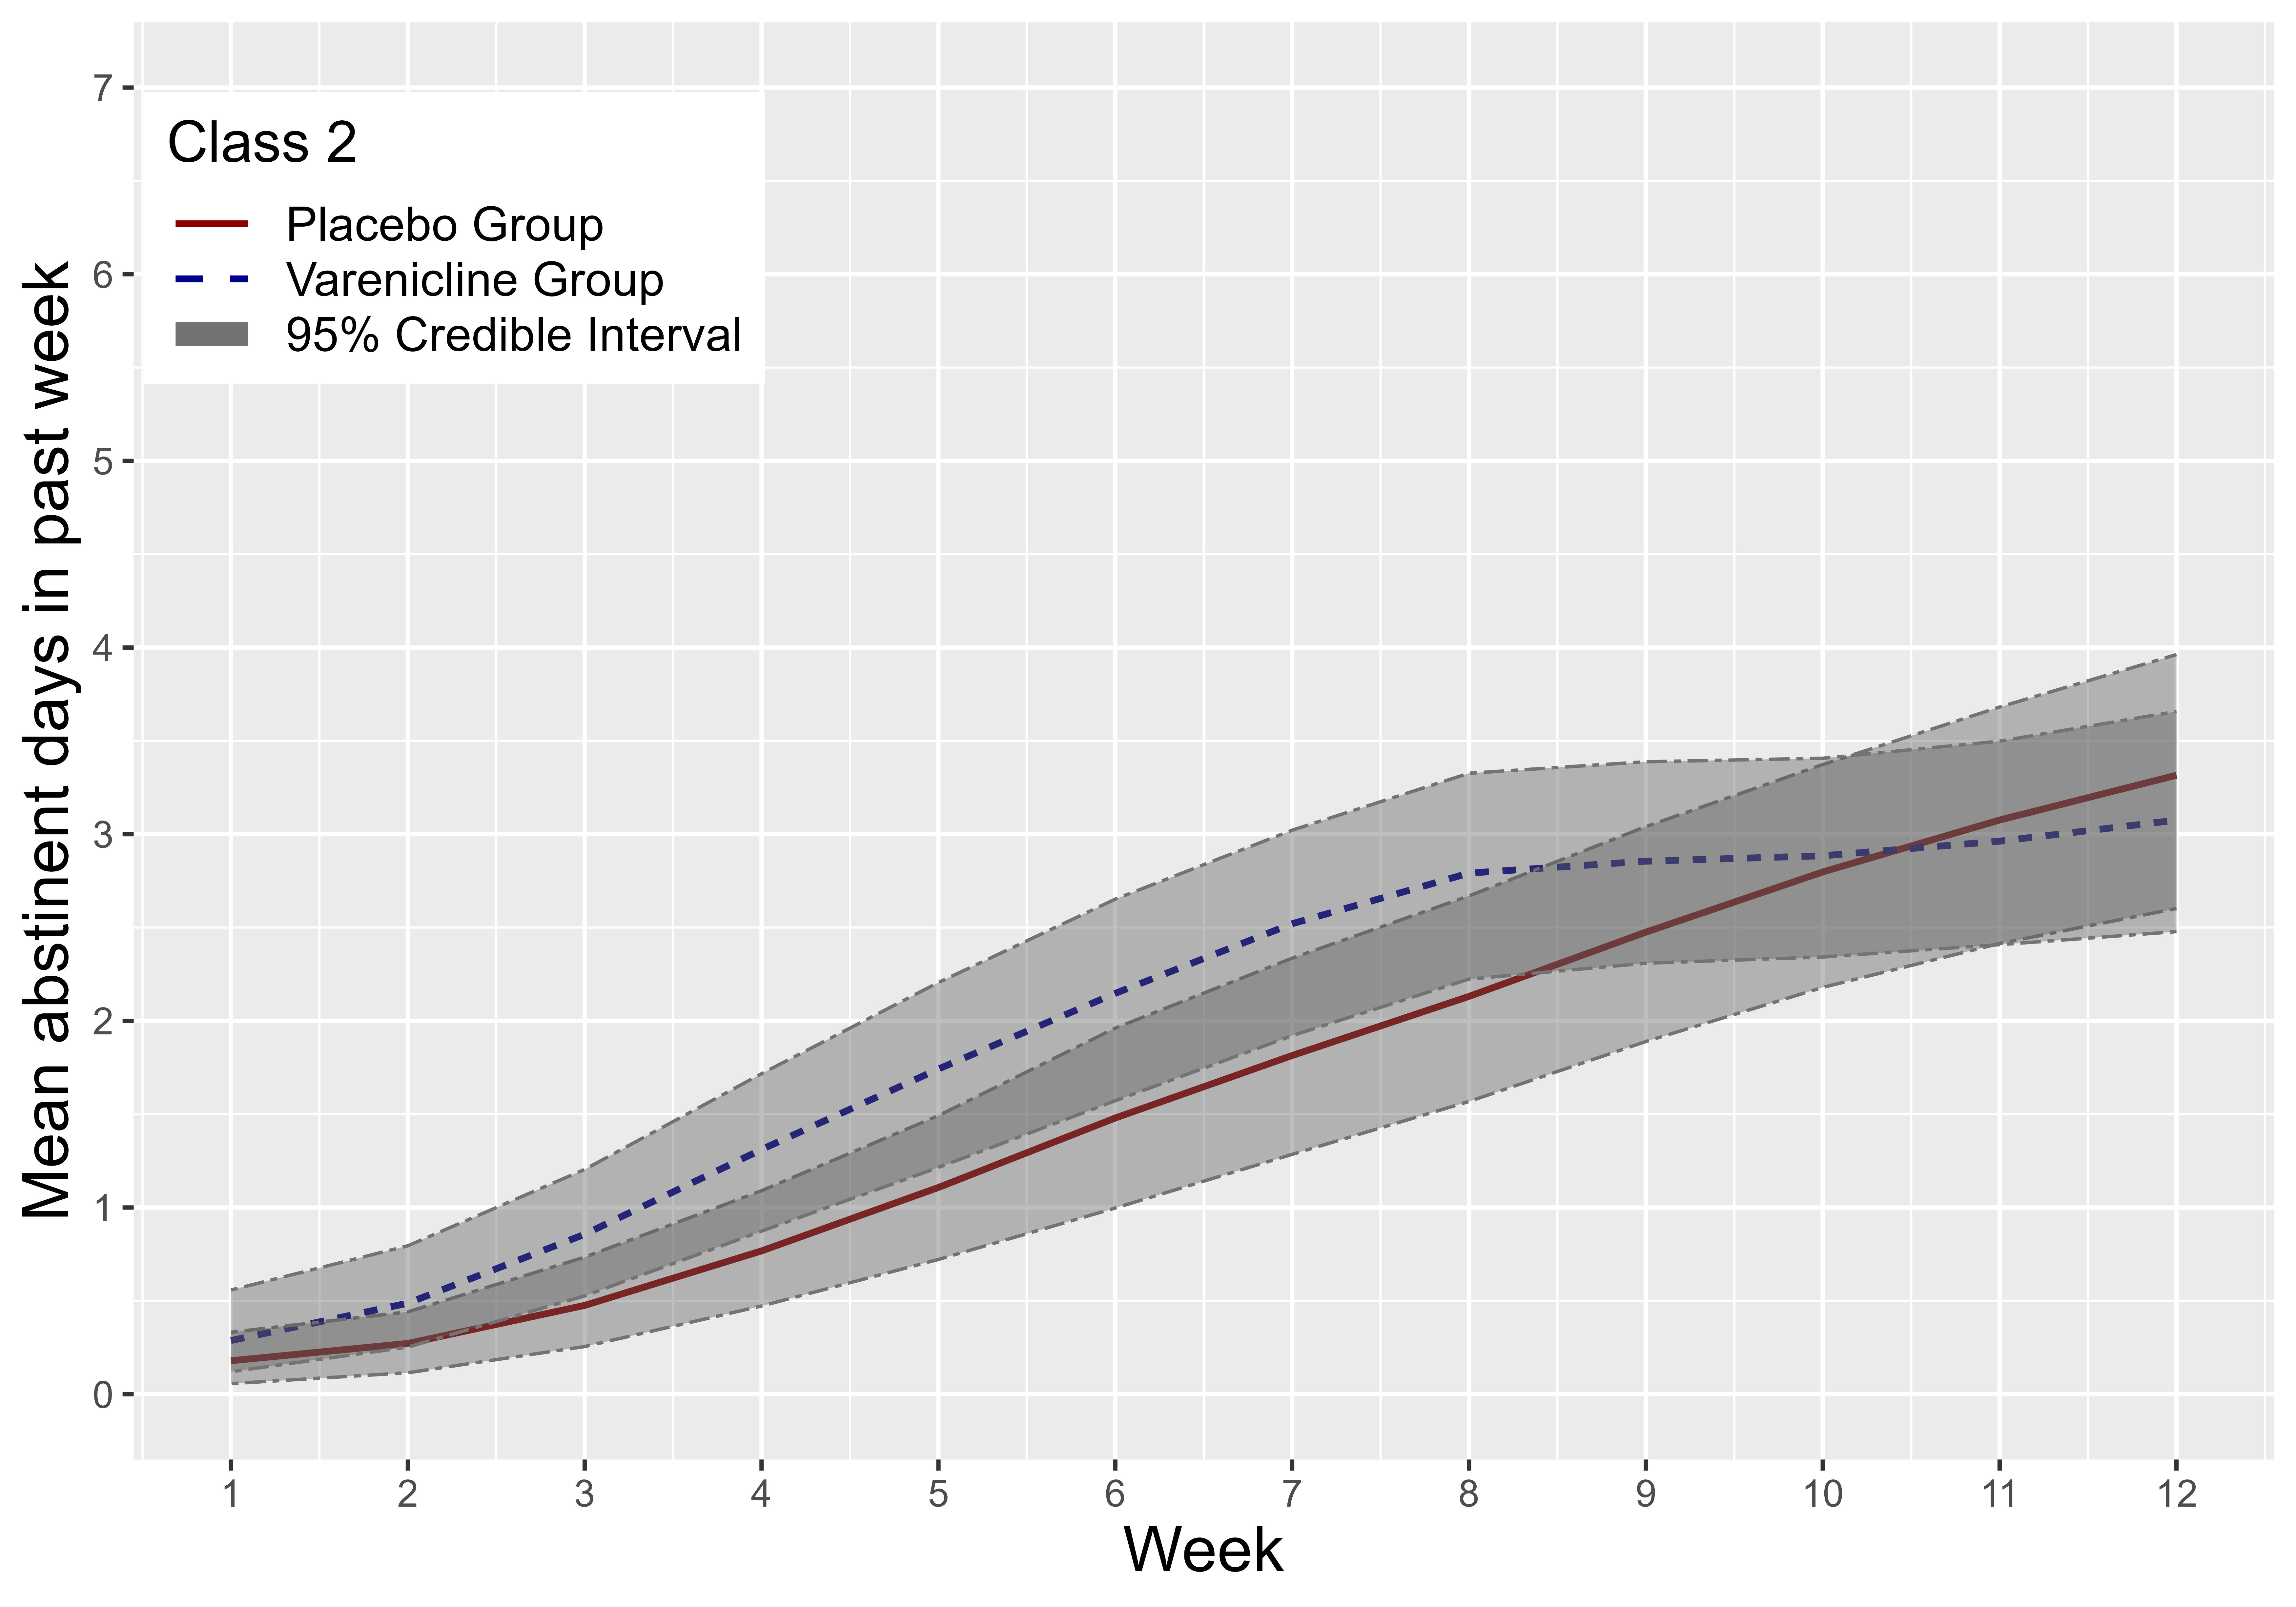 Class 2
Placebo Group
Varenicline Group
95% Credible Interval
Mean abstinent days in past week
7
6
5
4
3
2
1
0
1 2 3 4 5 6 7 8 9 10 11 12
Week